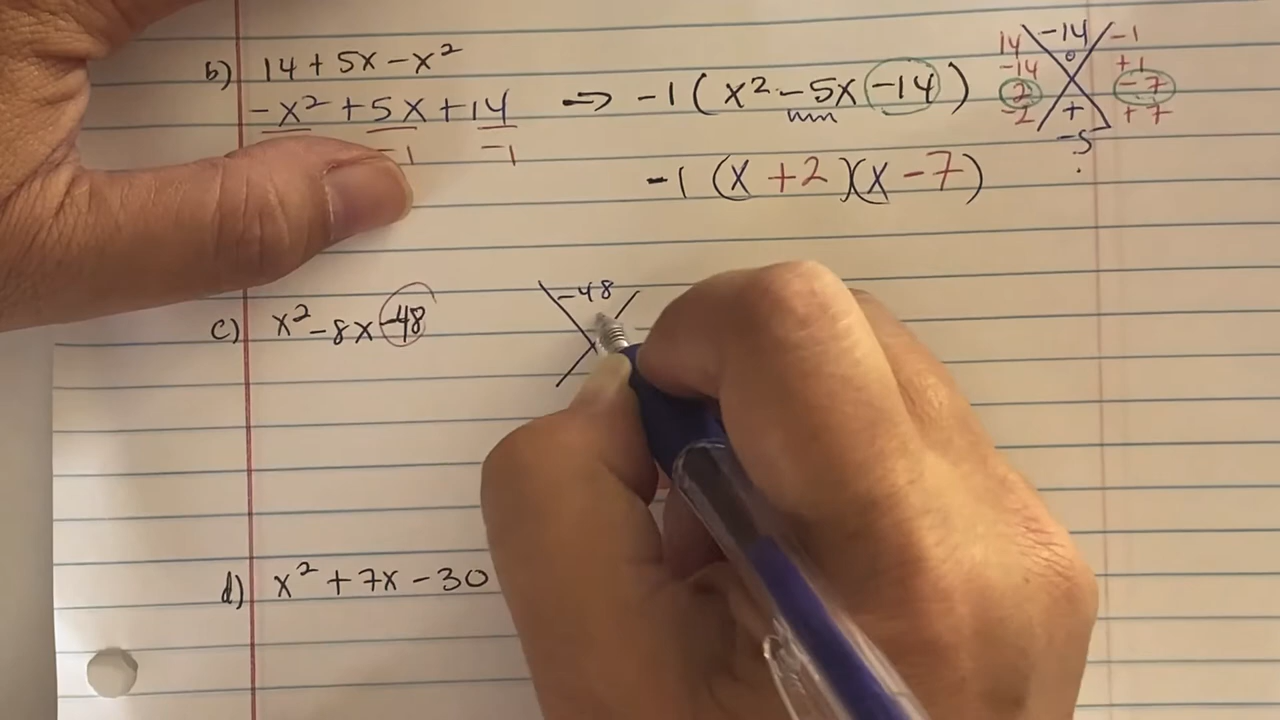 b) 14 + 5x - x²
-x² + 5x + 14 → -1 ( x² - 5x - 14 )
-1 -1
-1 (x + 2)(x - 7)
-14
14 -1
-14 +1
2 -7
-2 + +7
-5
c) x² - 8x - 48
-48
d) x² + 7x - 30